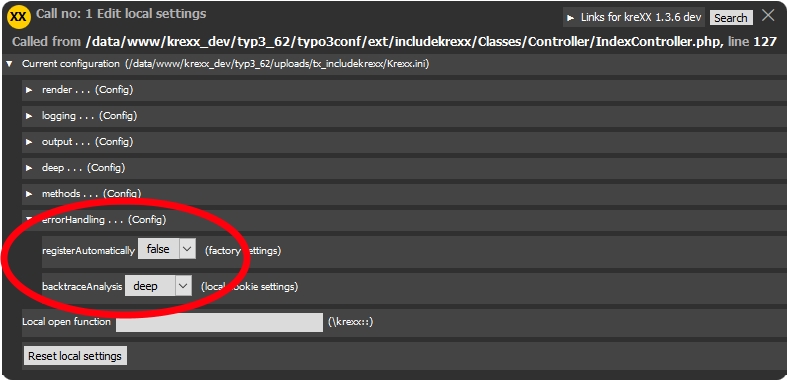 XX Call no: 1 Edit local settings ► Links for kreXX 1.3.6 dev Search
Called from /data/www/krexx_dev/typ3_62/typo3conf/ext/includekrexx/Classes/Controller/IndexController.php, line 127
▼ Current configuration (/data/www/krexx_dev/typ3_62/uploads/tx_includekrexx/Krexx.ini)
► render . . . (Config)
► logging . . . (Config)
► output . . . (Config)
► deep . . . (Config)
► methods . . . (Config)
▼ errorHandling . . . (Config)
registerAutomatically false (factory settings)
backtraceAnalysis deep (local cookie settings)
Local open function (\krexx::)
Reset local settings